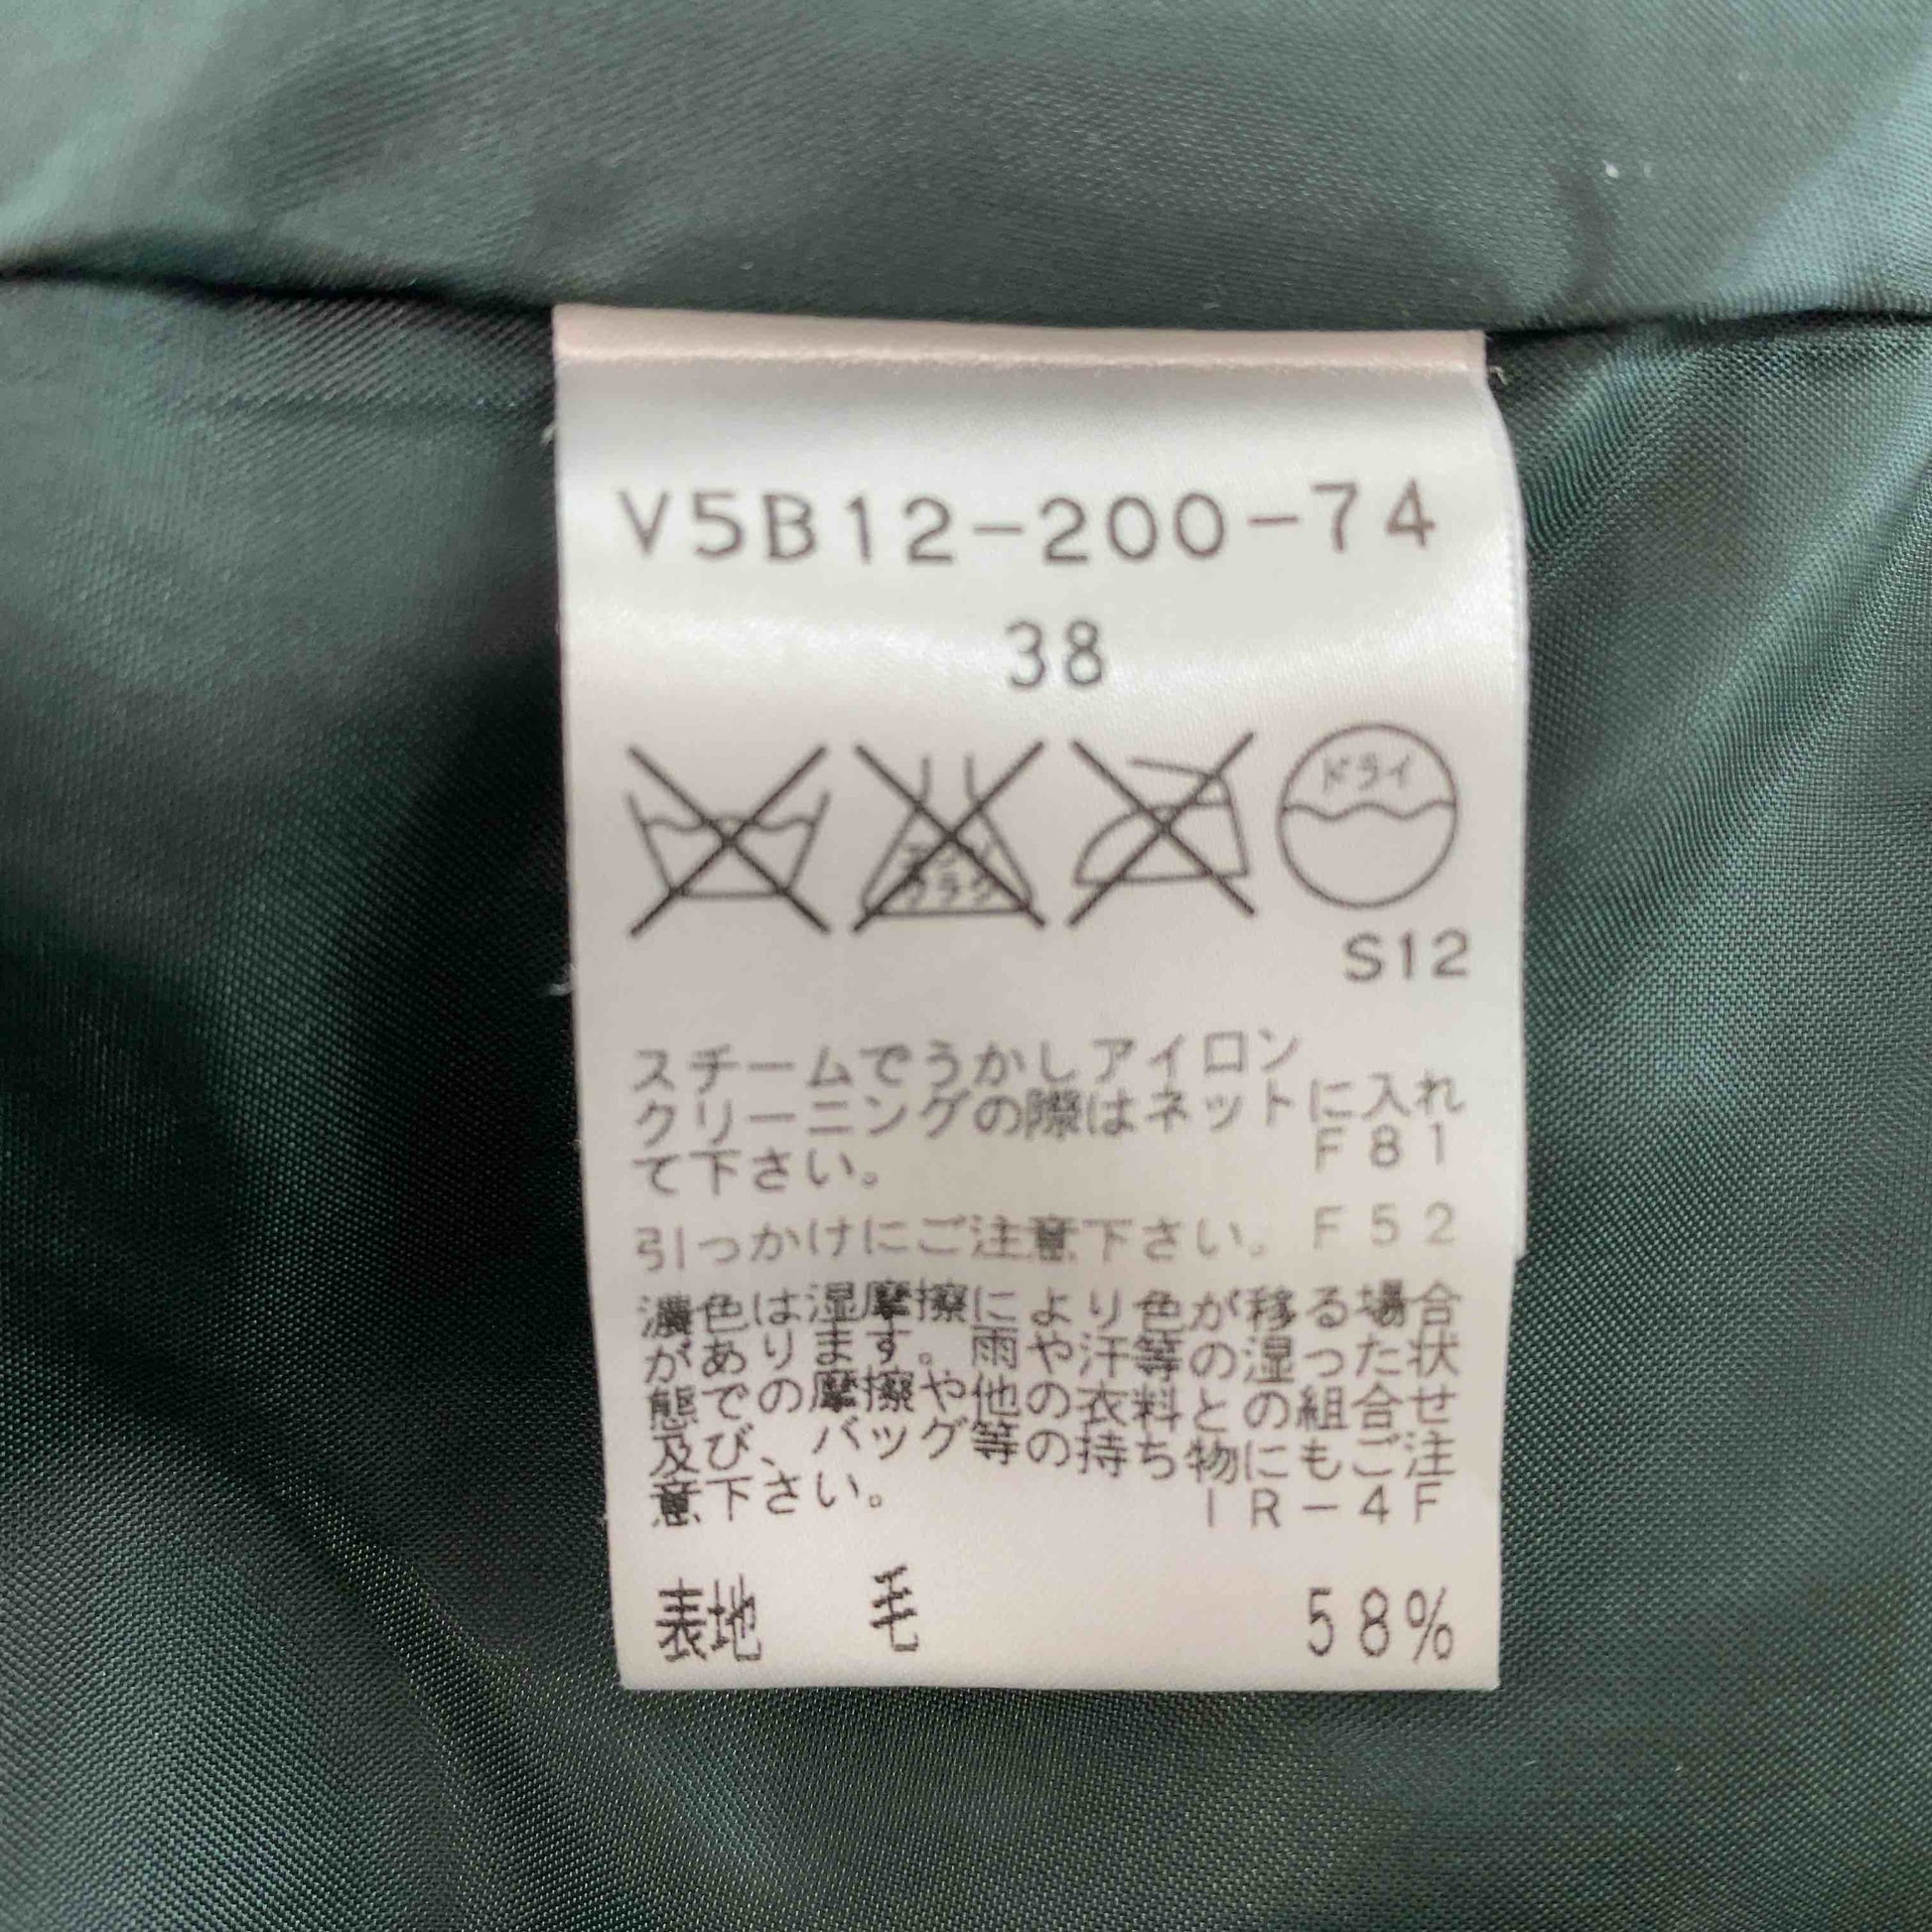 V5B12-200-74
38
ドライ
エンソ
フラク
S12
スチームでうかしアイロン
クリーニングの際はネットに入れ
て下さい。 F81
引っかけにご注意下さい。F52
濃色は湿摩擦により色が移る場合
があります。雨や汗等の湿った状
態での摩擦や他の衣料との組合せ
及び、バッグ等の持ち物にもご注
意下さい。 IR-4F
表地 毛 58%